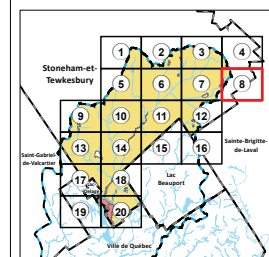 1 2 3 4
Stoneham-et-
Tewkesbury
5 6 7 8
9 10 11 12
Sainte-Brigitte-
de-Laval
Saint-Gabriel-
de-Valcartier
13 14 15 16
Lac
Beauport
17 18
19 20
Ville de Québec